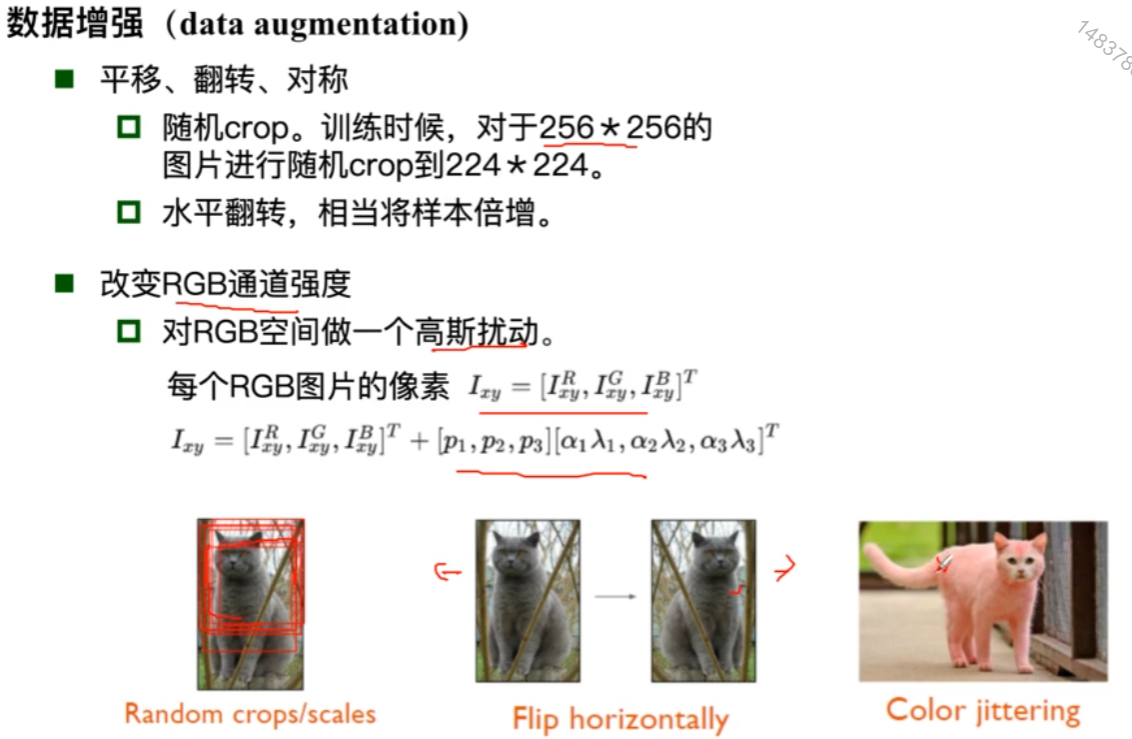 数据增强（data augmentation)
平移、翻转、对称
随机crop。训练时候，对于256＊256的
图片进行随机crop到224＊224。
水平翻转，相当将样本倍增。
改变RGB通道强度
对RGB空间做一个高斯扰动。
每个RGB图片的像素 $I_{xy} = [I_{xy}^R, I_{xy}^G, I_{xy}^B]^T$
$I_{xy} = [I_{xy}^R, I_{xy}^G, I_{xy}^B]^T + [p_1, p_2, p_3][\alpha_1\lambda_1, \alpha_2\lambda_2, \alpha_3\lambda_3]^T$
Random crops/scales
Flip horizontally
Color jittering